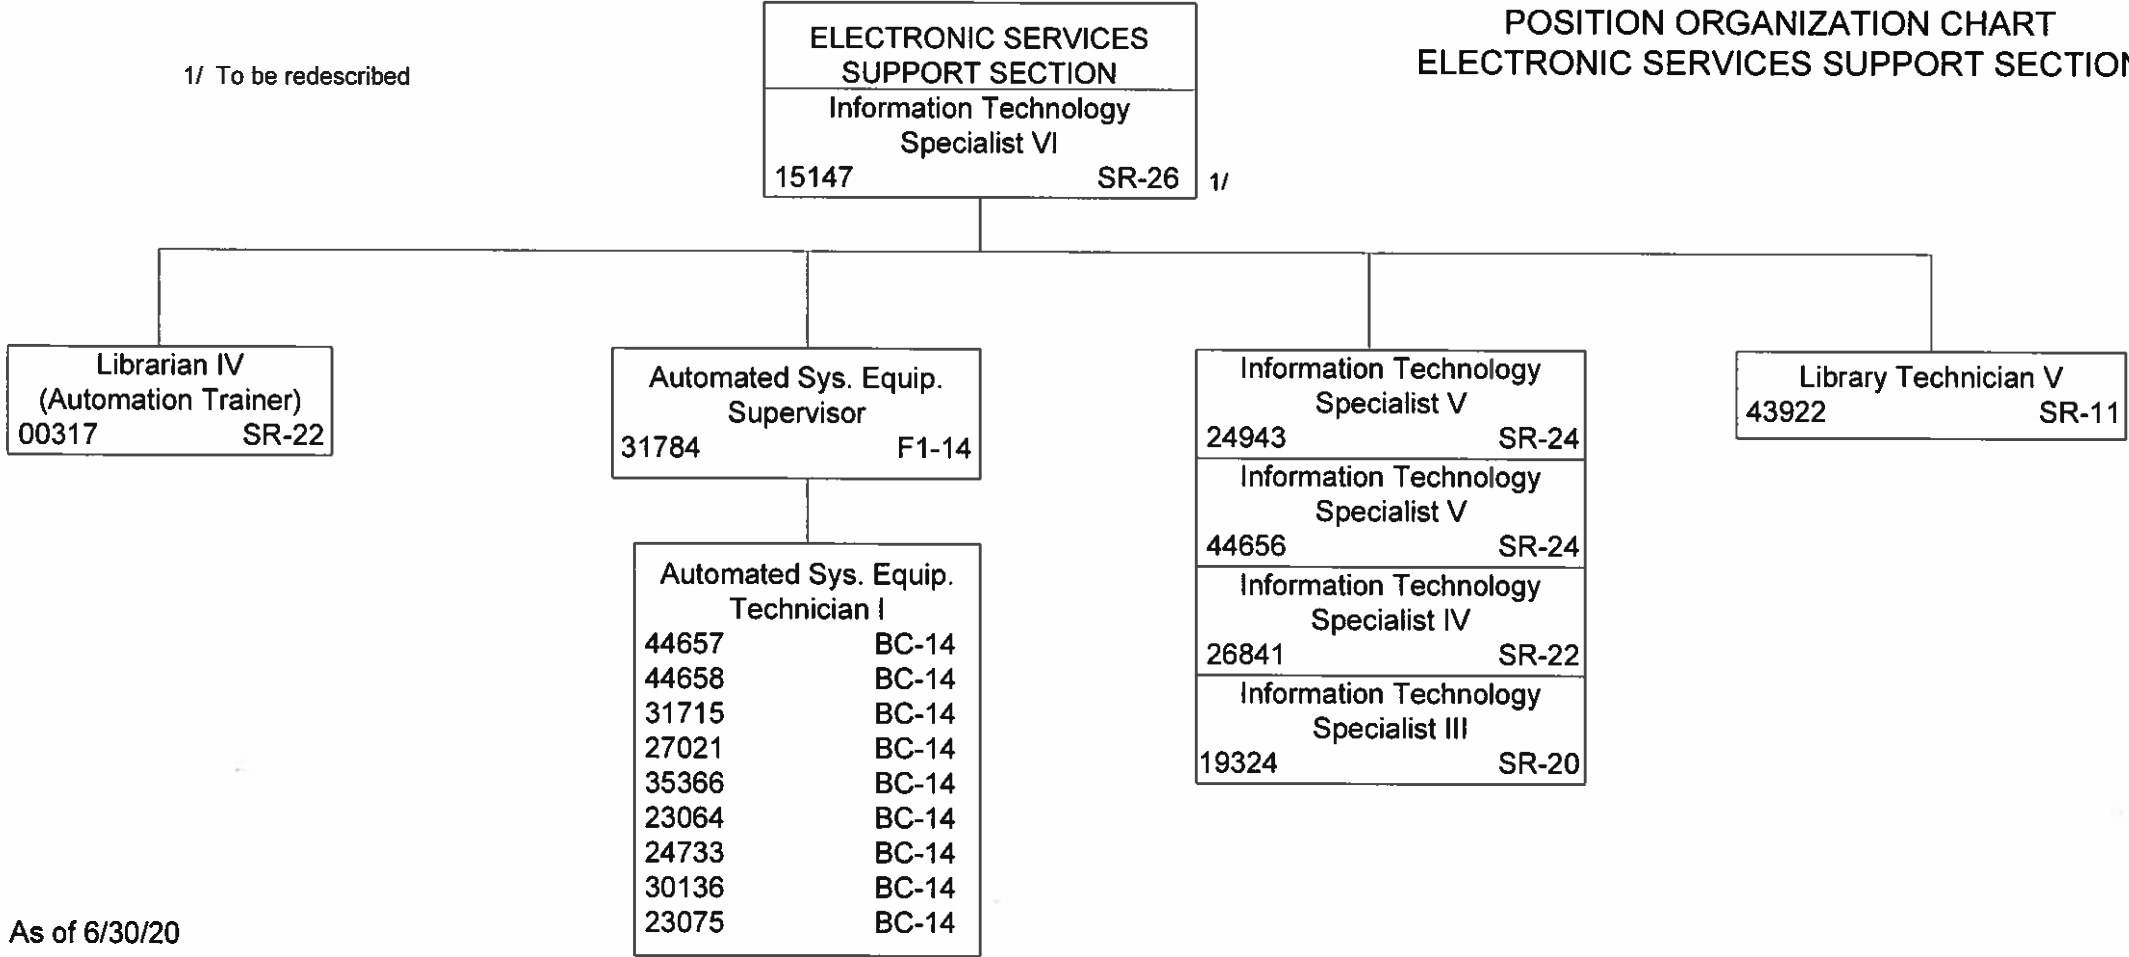 POSITION ORGANIZATION CHART
ELECTRONIC SERVICES SUPPORT SECTION
1/ To be redescribed
ELECTRONIC SERVICES
SUPPORT SECTION
Information Technology
Specialist VI
15147 SR-26 1/
Librarian IV
(Automation Trainer)
00317 SR-22
Automated Sys. Equip.
Supervisor
31784 F1-14
Automated Sys. Equip.
Technician I
44657 BC-14
44658 BC-14
31715 BC-14
27021 BC-14
35366 BC-14
23064 BC-14
24733 BC-14
30136 BC-14
23075 BC-14
Information Technology
Specialist V
24943 SR-24
Information Technology
Specialist V
44656 SR-24
Information Technology
Specialist IV
26841 SR-22
Information Technology
Specialist III
19324 SR-20
Library Technician V
43922 SR-11
As of 6/30/20